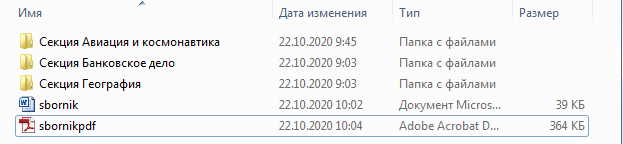 Имя Дата изменения Тип Размер
Секция Авиация и космонавтика 22.10.2020 9:45 Папка с файлами
Секция Банковское дело 22.10.2020 9:03 Папка с файлами
Секция География 22.10.2020 9:03 Папка с файлами
sbornik 22.10.2020 10:02 Документ Micros... 39 КБ
sbornikpdf 22.10.2020 10:04 Adobe Acrobat D... 364 КБ